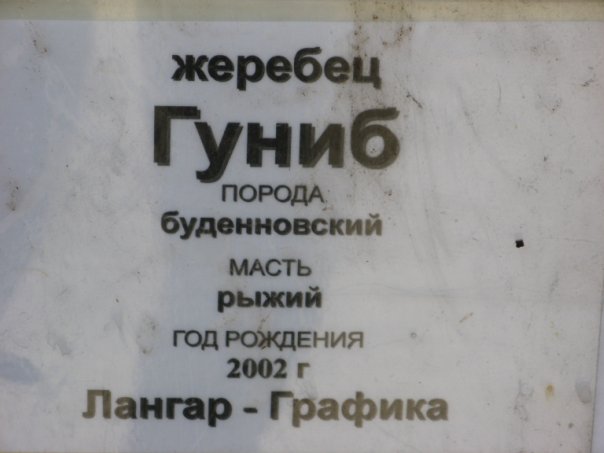 жеребец
Гуниб
ПОРОДА
буденновский
МАСТЬ
рыжий
ГОД РОЖДЕНИЯ
2002 г
Лангар - Графика